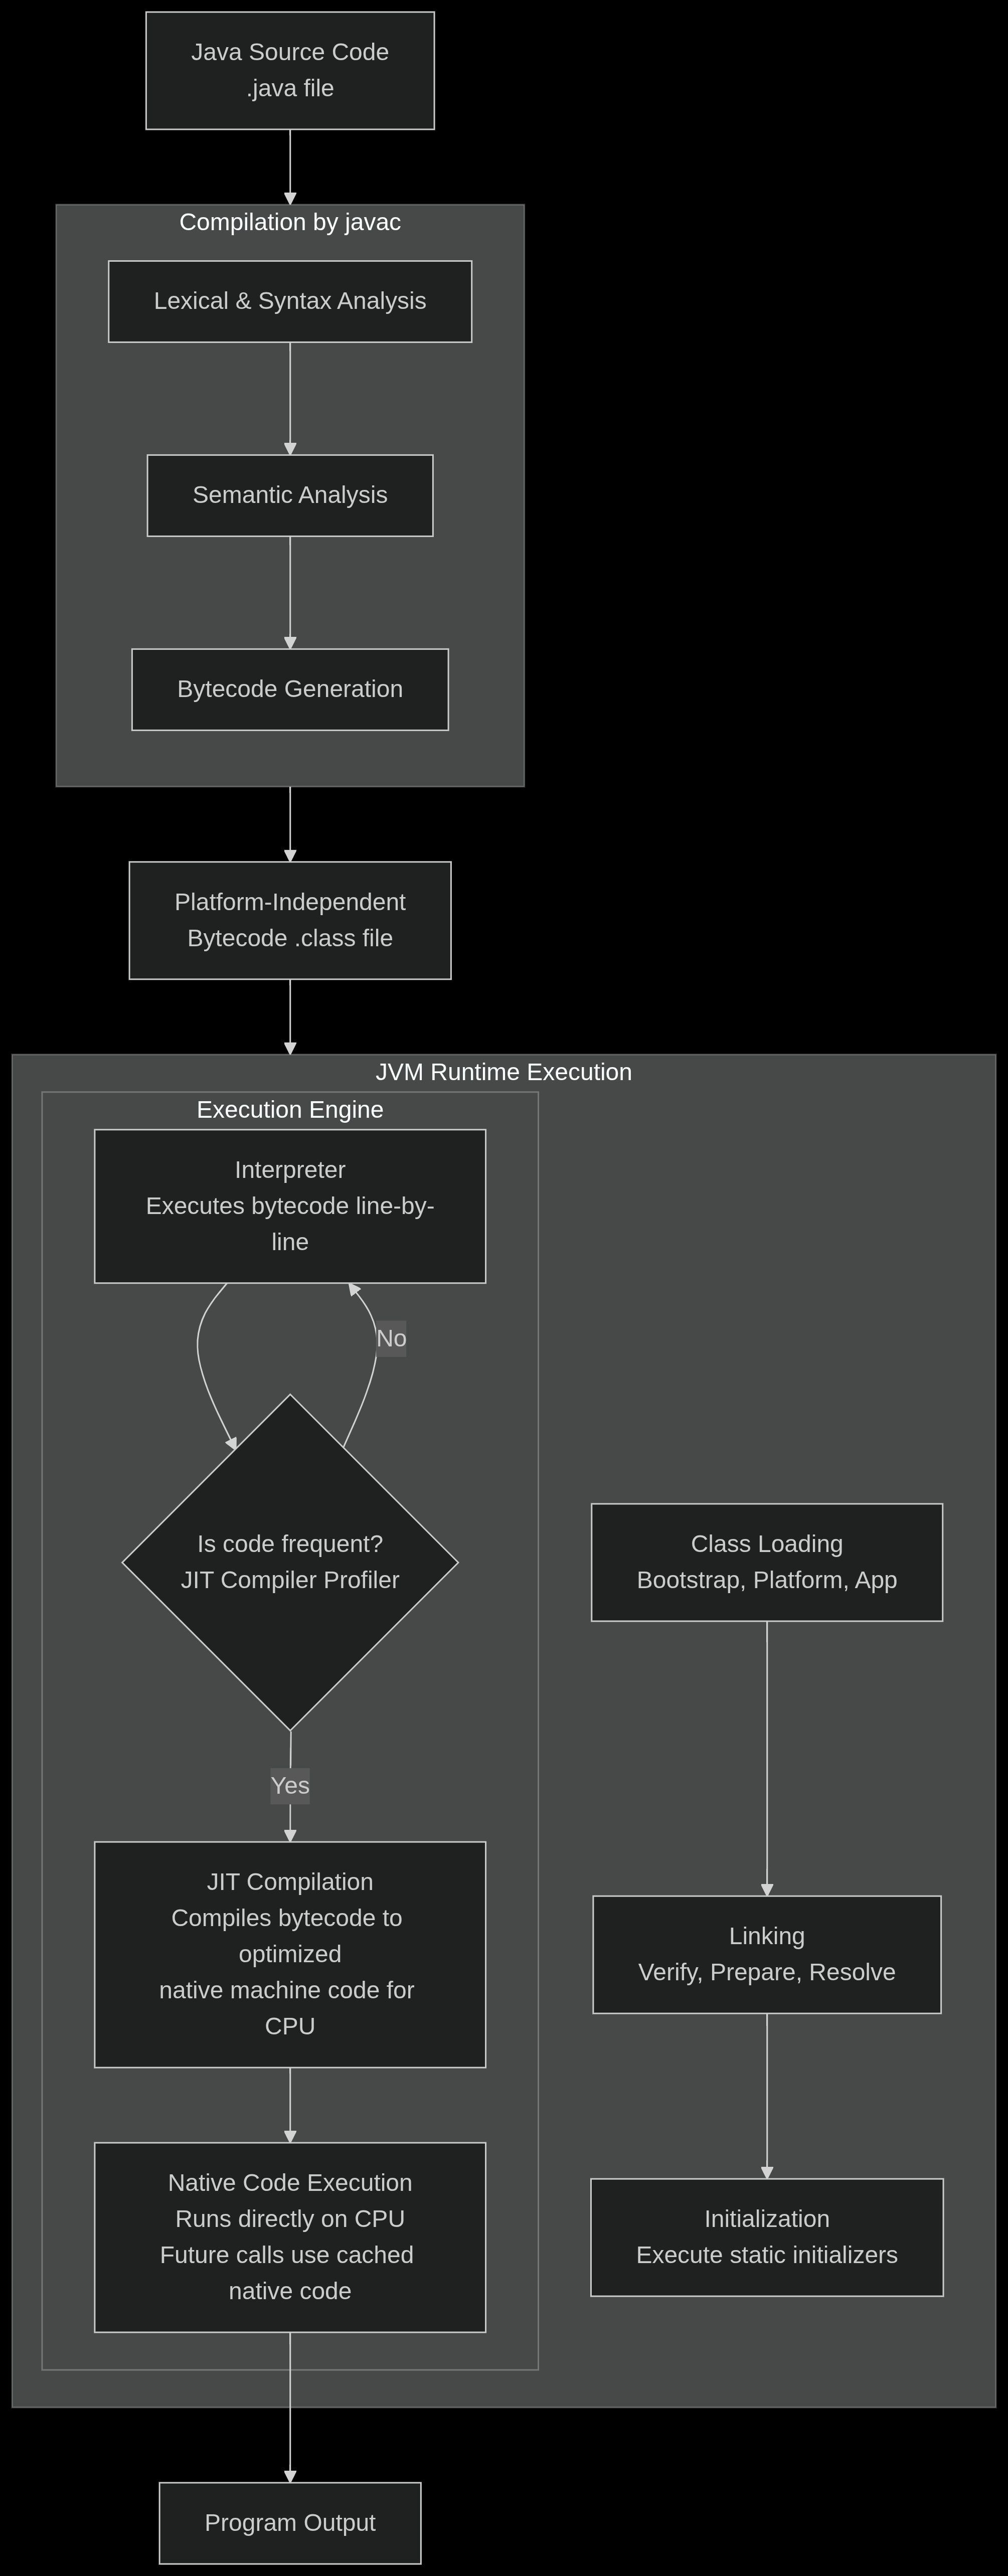 Java Source Code
.java file
Compilation by javac
Lexical & Syntax Analysis
Semantic Analysis
Bytecode Generation
Platform-Independent
Bytecode .class file
JVM Runtime Execution
Execution Engine
Interpreter
Executes bytecode line-by-
line
No
Is code frequent?
JIT Compiler Profiler
Yes
JIT Compilation
Compiles bytecode to
optimized
native machine code for
CPU
Native Code Execution
Runs directly on CPU
Future calls use cached
native code
Class Loading
Bootstrap, Platform, App
Linking
Verify, Prepare, Resolve
Initialization
Execute static initializers
Program Output